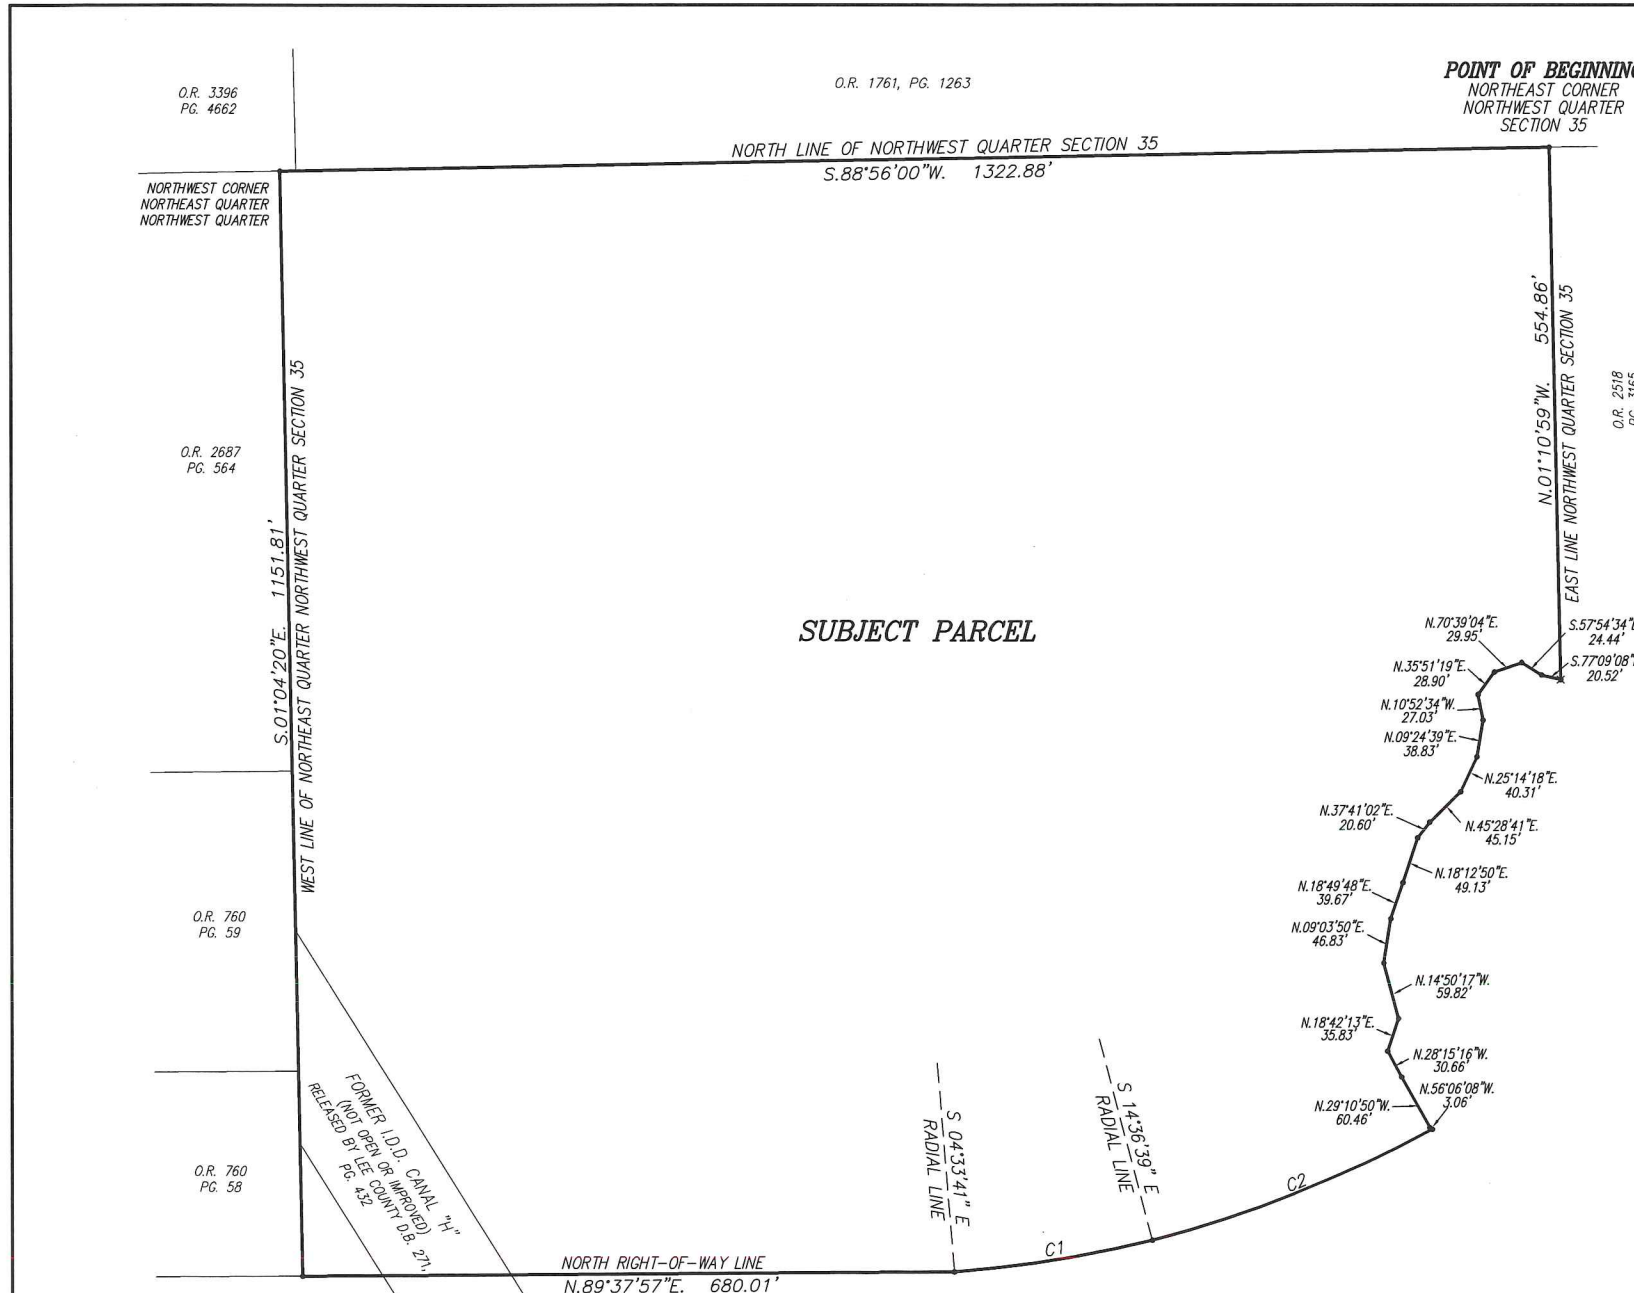 O.R. 3396
PG. 4662
O.R. 1761, PG. 1263
POINT OF BEGINNING
NORTHEAST CORNER
NORTHWEST QUARTER
SECTION 35
NORTH LINE OF NORTHWEST QUARTER SECTION 35
S.88°56'00"W. 1322.88'
NORTHWEST CORNER
NORTHEAST QUARTER
NORTHWEST QUARTER
N.01°10'59"W. 554.86'
EAST LINE NORTHWEST QUARTER SECTION 35
O.R. 2518
PG. 3165
O.R. 2687
PG. 564
S.01°04'20"E. 1151.81'
WEST LINE OF NORTHEAST QUARTER NORTHWEST QUARTER SECTION 35
SUBJECT PARCEL
N.70°39'04"E.
29.95'
S.57°54'34"E
24.44'
N.35°51'19"E.
28.90'
S.77°09'08"
20.52'
N.10°52'34"W.
27.03'
N.09°24'39"E.
38.83'
N.25°14'18"E.
40.31'
N.37°41'02"E.
20.60'
N.45°28'41"E.
45.15'
N.18°12'50"E.
49.13'
N.18°49'48"E.
39.67'
N.09°03'50"E.
46.83'
N.14°50'17"W.
59.82'
N.18°42'13"E.
35.83'
N.28°15'16"W.
30.66'
N.56°06'08"W.
3.06'
N.29°10'50"W.
60.46'
O.R. 760
PG. 59
O.R. 760
PG. 58
FORMER I.D.D. CANAL "H"
(NOT OPEN OR IMPROVED)
RELEASED BY LEE COUNTY D.B. 271,
PG. 432
S 04°33'41" E
RADIAL LINE
S 14°36'39" E
RADIAL LINE
C1
C2
NORTH RIGHT-OF-WAY LINE
N.89°37'57"E. 680.01'